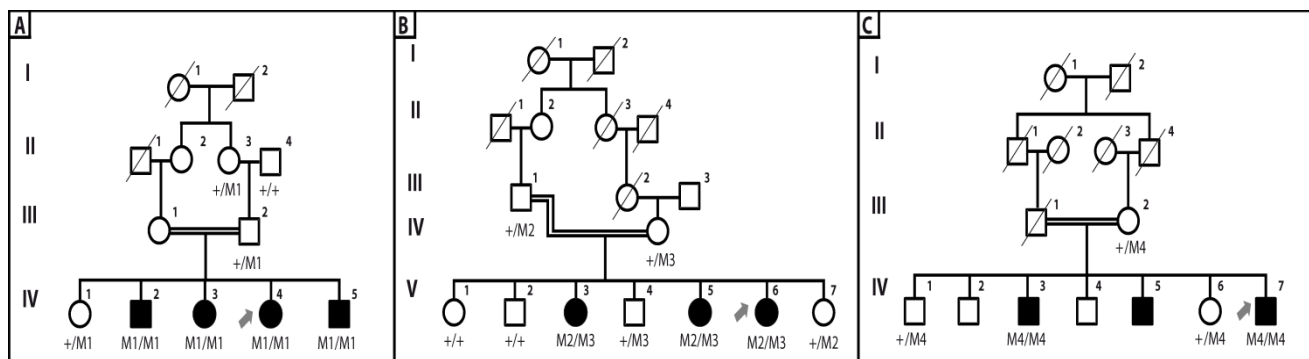 A
I
1 2
II
1 2 3 4
+/M1 +/+
III
1 2
+/M1
IV
1 2 3 4 5
+/M1 M1/M1 M1/M1 M1/M1 M1/M1
B
I
1 2
II
1 2 3 4
III
1 2 3
+/M2
IV
+/M3
V
1 2 3 4 5 6 7
+/+ +/+ M2/M3 +/M3 M2/M3 M2/M3 +/M2
C
I
1 2
II
1 2 3 4
III
1 2
+/M4
IV
1 2 3 4 5 6 7
+/M4 M4/M4 +/M4 M4/M4